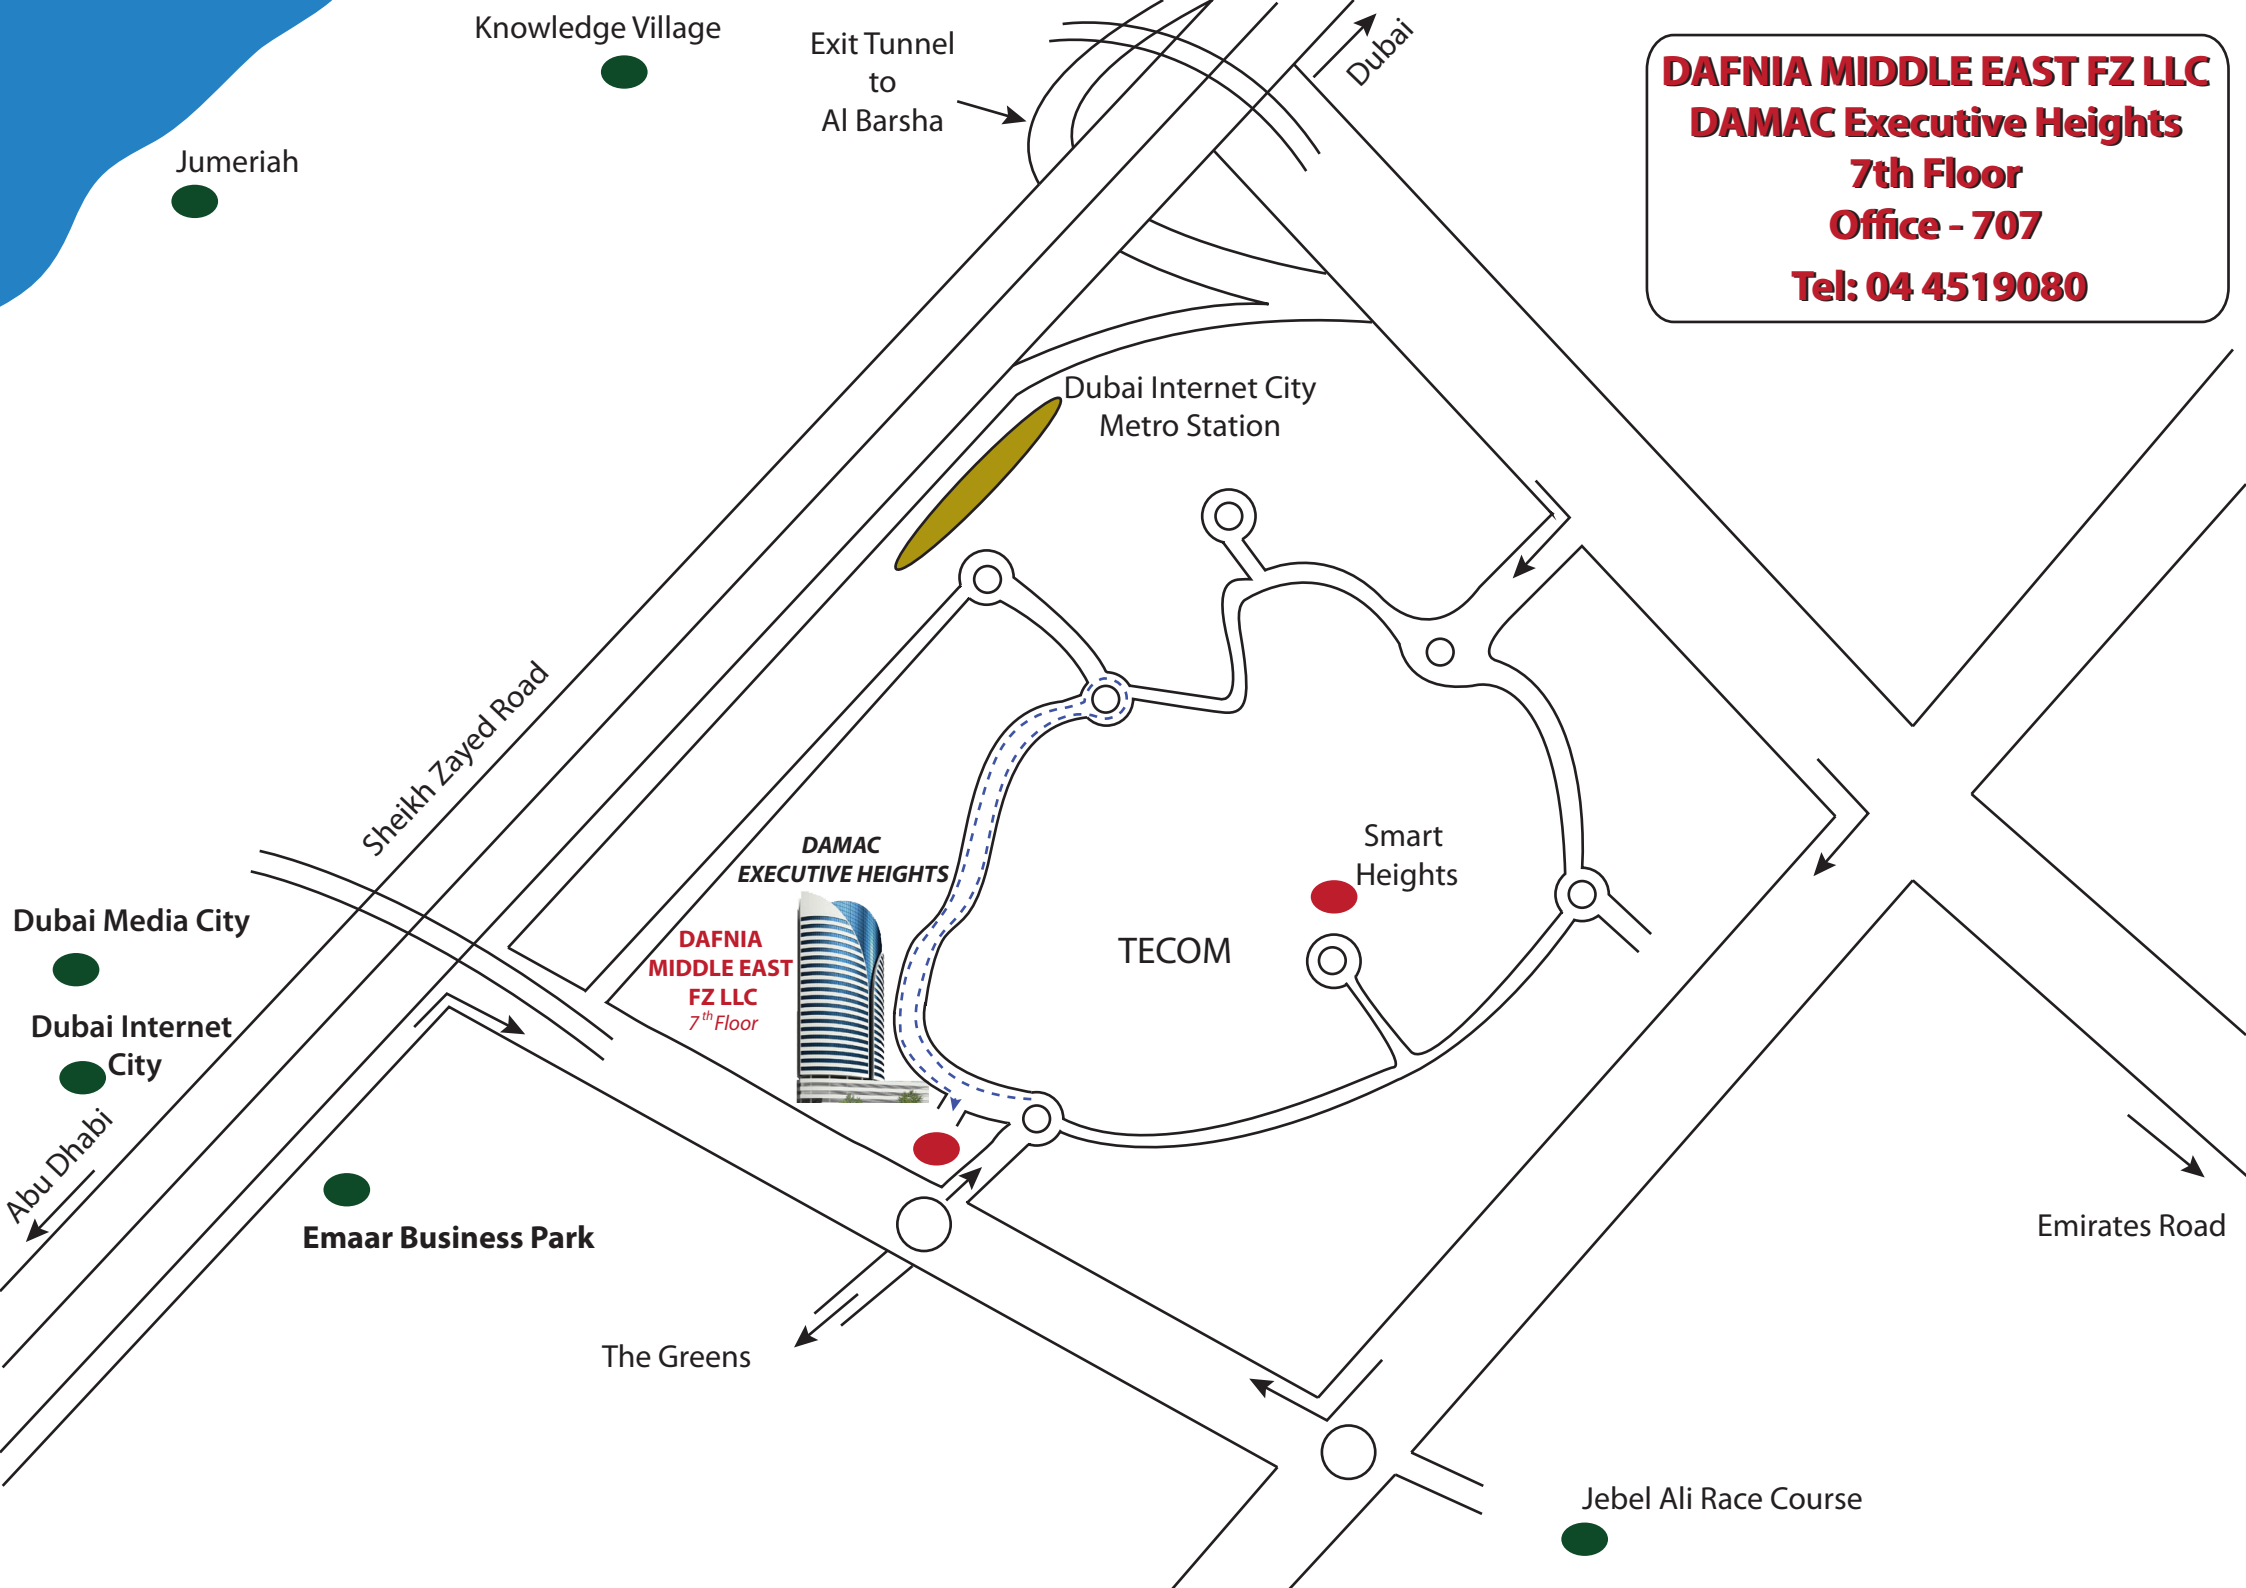 Knowledge Village
Exit Tunnel
to
Al Barsha
Dubai
DAFNIA MIDDLE EAST FZ LLC
DAMAC Executive Heights
7th Floor
Office - 707
Tel: 04 4519080
Jumeriah
Dubai Internet City
Metro Station
Sheikh Zayed Road
DAMAC
EXECUTIVE HEIGHTS
Smart
Heights
Dubai Media City
DAFNIA
MIDDLE EAST
FZ LLC
7th Floor
TECOM
Dubai Internet
City
Abu Dhabi
Emaar Business Park
Emirates Road
The Greens
Jebel Ali Race Course